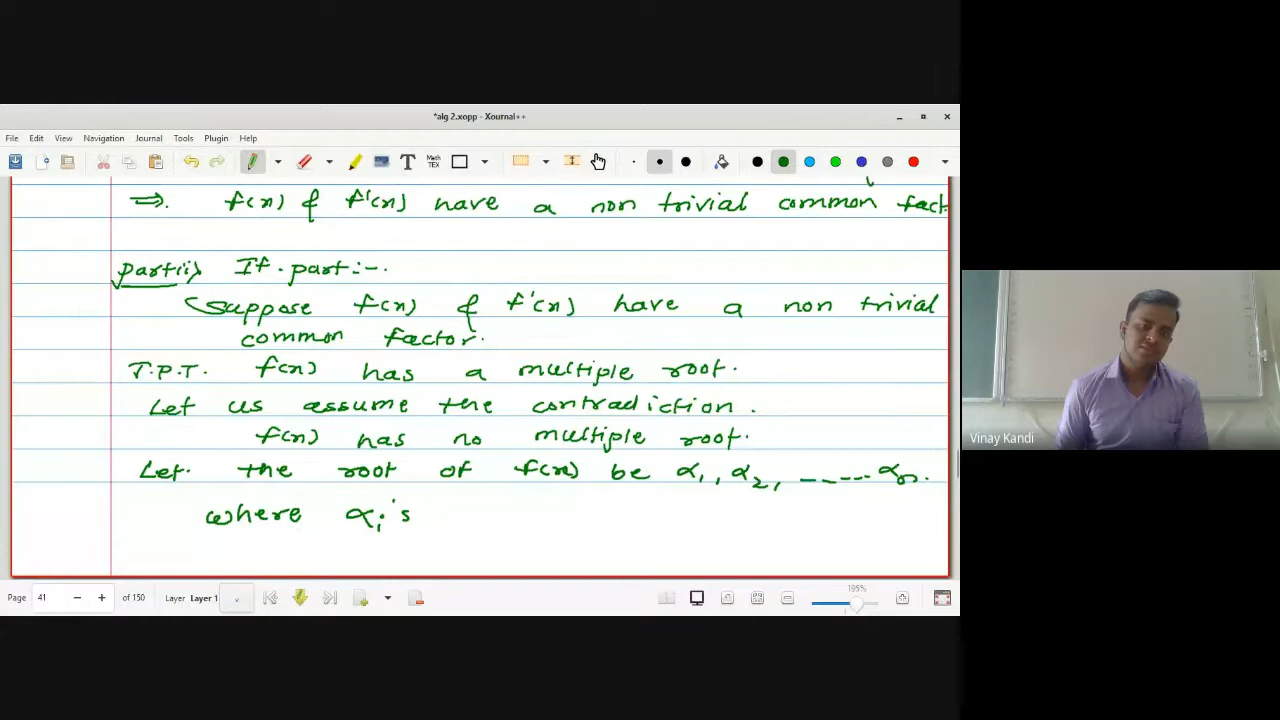 *alg 2.xopp - Xournal++
File Edit View Navigation Journal Tools Plugin Help
⇒. f(x) & f'(x) have a non trivial common fact
part(ii) If part :-.
Suppose f(x) & f'(x) have a non trivial
common factor.
T.P.T. f(x) has a multiple root.
Let us assume the contradiction.
f(x) has no multiple root.
Let. the root of f(x) be α₁, α₂, ------αₙ.
where αᵢ's
Vinay Kandi
Page 41 of 150 Layer Layer 1 195%